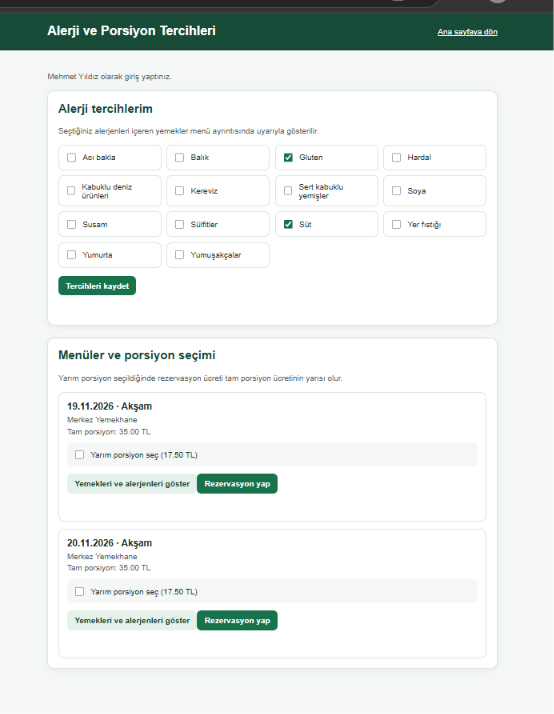 Alerji ve Porsiyon Tercihleri
Ana sayfaya dön
Mehmet Yıldız olarak giriş yaptınız.
Alerji tercihlerim
Seçtiğiniz alerjenleri içeren yemekler menü ayrıntısında uyarıyla gösterilir.
Acı bakla
Balık
Gluten
Hardal
Kabuklu deniz
ürünleri
Kereviz
Sert kabuklu
yemişler
Soya
Susam
Sülfitler
Süt
Yer fıstığı
Yumurta
Yumuşakçalar
Tercihleri kaydet
Menüler ve porsiyon seçimi
Yarım porsiyon seçildiğinde rezervasyon ücreti tam porsiyon ücretinin yarısı olur.
19.11.2026 · Akşam
Merkez Yemekhane
Tam porsiyon: 35.00 TL
Yarım porsiyon seç (17.50 TL)
Yemekleri ve alerjenleri göster
Rezervasyon yap
20.11.2026 · Akşam
Merkez Yemekhane
Tam porsiyon: 35.00 TL
Yarım porsiyon seç (17.50 TL)
Yemekleri ve alerjenleri göster
Rezervasyon yap